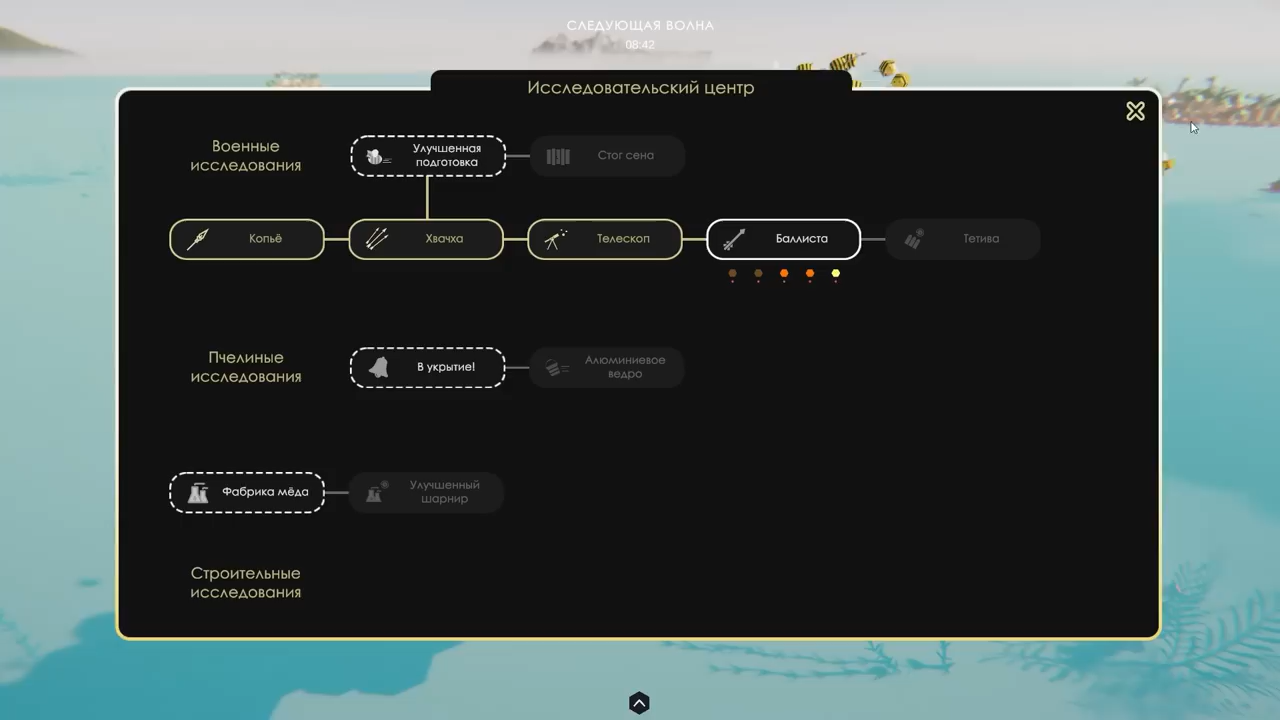 СЛЕДУЮЩАЯ ВОЛНА
08:42
Исследовательский центр
Военные
исследования
Улучшенная
подготовка
Стог сена
Копьё
Хвачха
Телескоп
Баллиста
Тетива
Пчелиные
исследования
В укрытие!
Алюминиевое
ведро
Фабрика мёда
Улучшенный
шарнир
Строительные
исследования